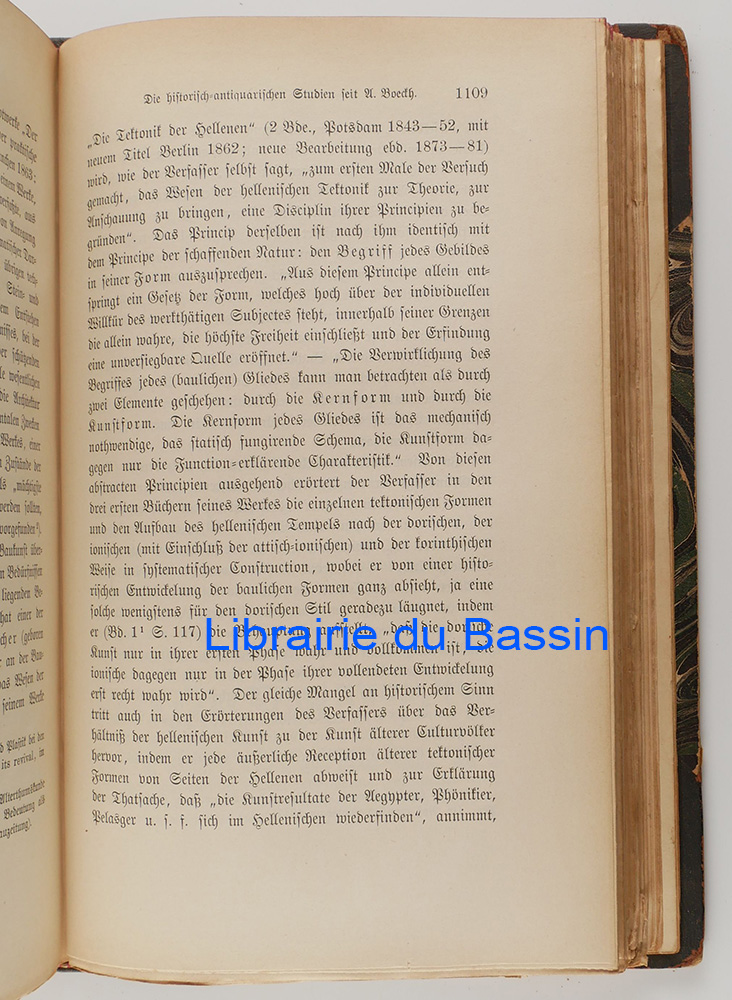 Die historisch-antiquarischen Studien seit A. Boeckh. 1109
„Die Tektonik der Hellenen“ (2 Bde., Potsdam 1843—52, mit
neuem Titel Berlin 1862; neue Bearbeitung ebd. 1873—81)
wird, wie der Verfasser selbst sagt, „zum ersten Male der Versuch
gemacht, das Wesen der hellenischen Tektonik zur Theorie, zur
Anschauung zu bringen, eine Disciplin ihrer Principien zu be-
gründen“. Das Princip derselben ist nach ihm identisch mit
dem Principe der schaffenden Natur: den Begriff jedes Gebildes
in seiner Form auszusprechen. „Aus diesem Principe allein ent-
springt ein Gesetz der Form, welches hoch über der individuellen
Willkür des werkthätigen Subjectes steht, innerhalb seiner Grenzen
die allein wahre, die höchste Freiheit einschließt und der Erfindung
eine unversiegbare Quelle eröffnet.“ — „Die Verwirklichung des
Begriffes jedes (baulichen) Gliedes kann man betrachten als durch
zwei Elemente geschehen: durch die Kernform und durch die
Kunstform. Die Kernform jedes Gliedes ist das mechanisch
nothwendige, das statisch fungirende Schema, die Kunstform da-
gegen nur die Function-erklärende Charakteristik.“ Von diesen
abstracten Principien ausgehend erörtert der Verfasser in den
drei ersten Büchern seines Werkes die einzelnen tektonischen Formen
und den Aufbau des hellenischen Tempels nach der dorischen, der
ionischen (mit Einschluß der attisch-ionischen) und der korinthischen
Weise in systematischer Construction, wobei er von einer histo-
rischen Entwickelung der baulichen Formen ganz absieht, ja eine
solche wenigstens für den dorischen Stil geradezu läugnet, indem
er (Bd. 1¹ S. 117) die Behauptung aufstellt, „daß die dorische
Librairie du Bassin
Kunst nur in ihrer ersten Phase wahr und vollkommen ist, die
ionische dagegen nur in der Phase ihrer vollendeten Entwickelung
erst recht wahr wird“. Der gleiche Mangel an historischem Sinn
tritt auch in den Erörterungen des Verfassers über das Ver-
hältniß der hellenischen Kunst zu der Kunst älterer Culturvölker
hervor, indem er jede äußerliche Reception älterer tektonischer
Formen von Seiten der Hellenen abweist und zur Erklärung
der Thatsache, daß „die Kunstresultate der Aegypter, Phönikier,
Pelasger u. s. f. sich im Hellenischen wiederfinden“, annimmt,